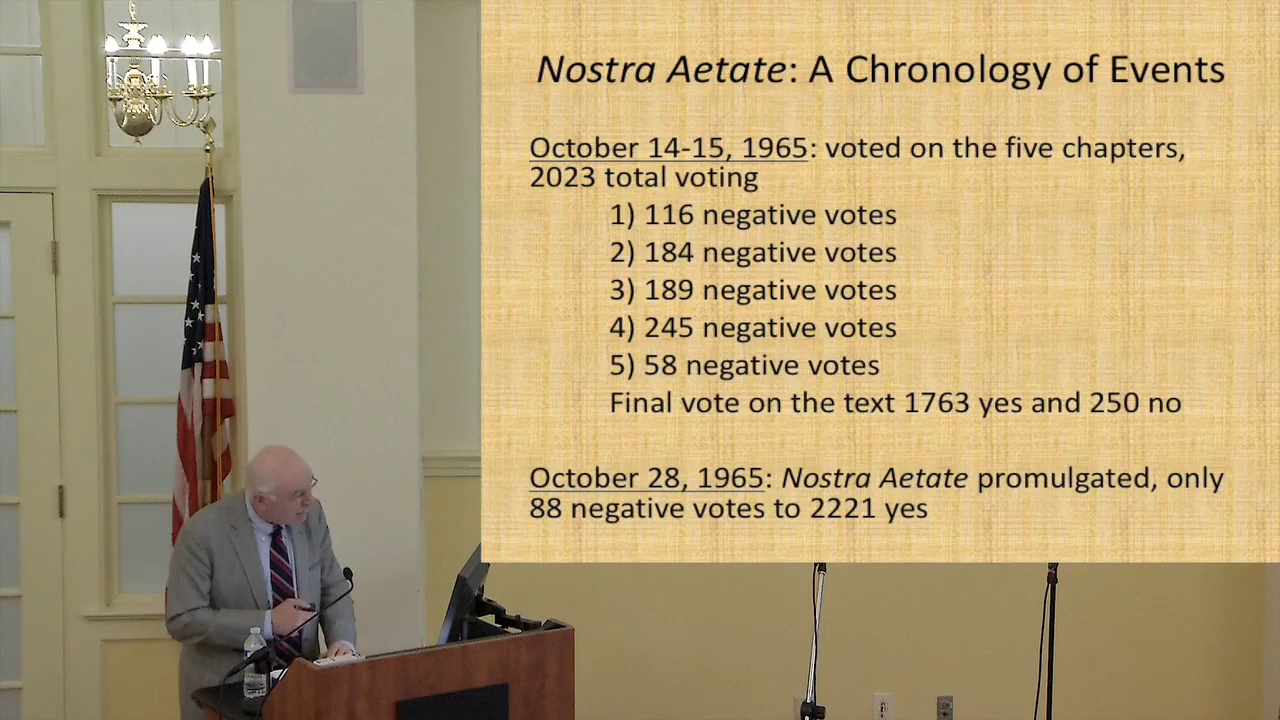 Nostra Aetate: A Chronology of Events
October 14-15, 1965: voted on the five chapters,
2023 total voting
1) 116 negative votes
2) 184 negative votes
3) 189 negative votes
4) 245 negative votes
5) 58 negative votes
Final vote on the text 1763 yes and 250 no
October 28, 1965: Nostra Aetate promulgated, only
88 negative votes to 2221 yes